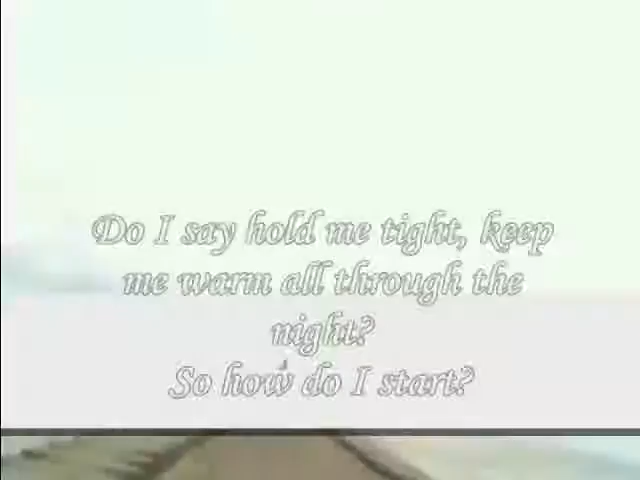 Do I say hold me tight, keep
me warm all through the
night?
So how do I start?